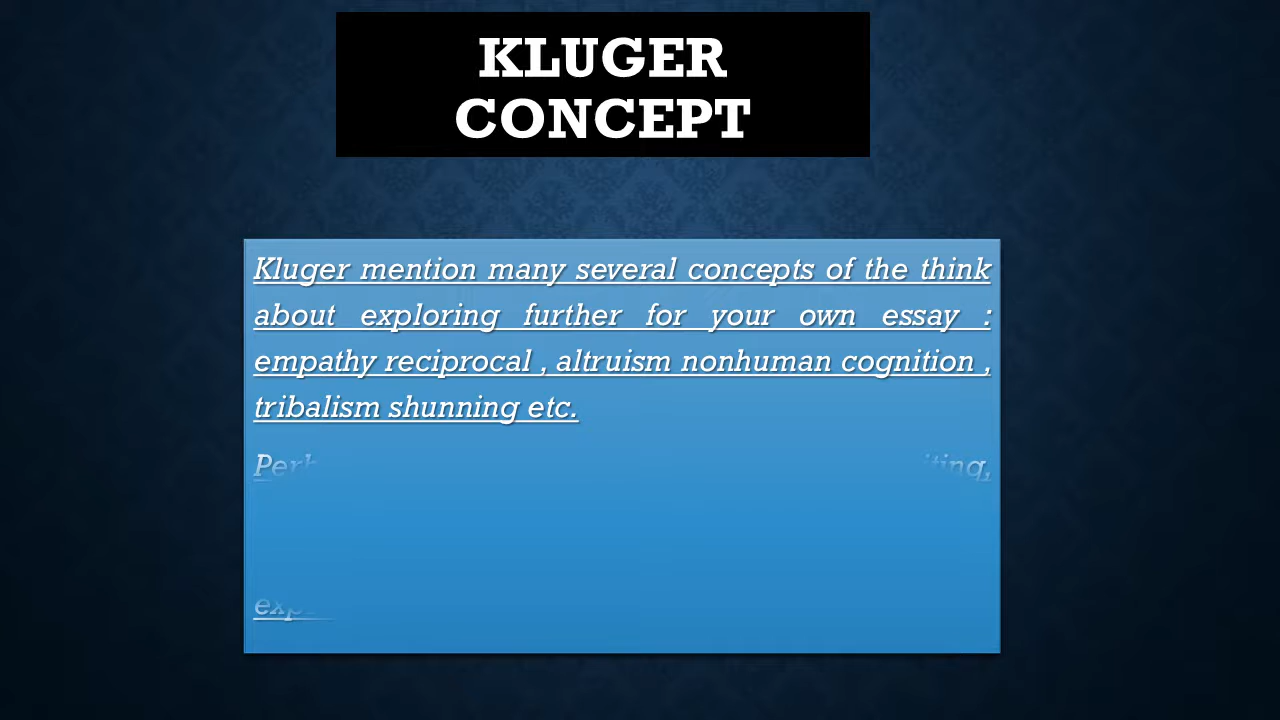 KLUGER
CONCEPT
Kluger mention many several concepts of the think
about exploring further for your own essay :
empathy reciprocal , altruism nonhuman cognition ,
tribalism shunning etc.